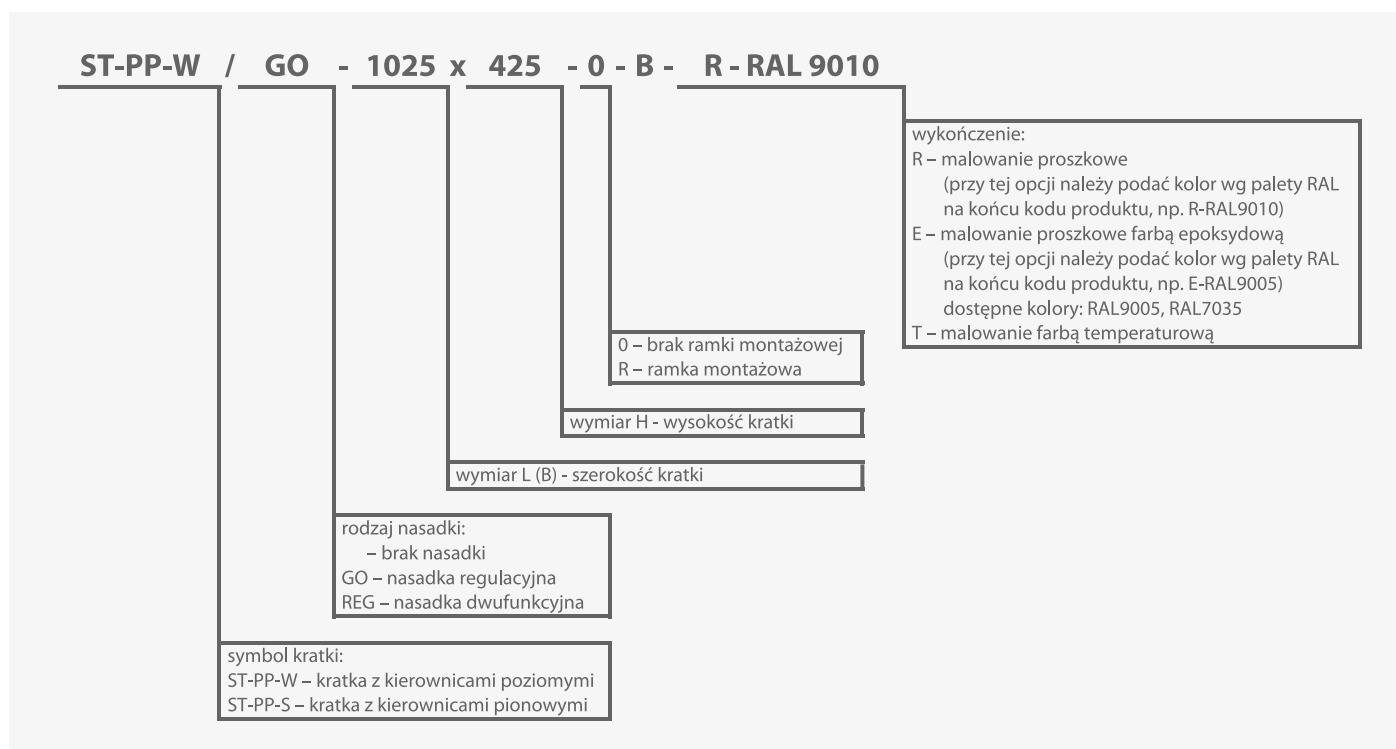 ST-PP-W / GO - 1025 x 425 - 0 - B - R - RAL 9010
wykończenie:
R – malowanie proszkowe
(przy tej opcji należy podać kolor wg palety RAL
na końcu kodu produktu, np. R-RAL9010)
E – malowanie proszkowe farbą epoksydową
(przy tej opcji należy podać kolor wg palety RAL
na końcu kodu produktu, np. E-RAL9005)
dostępne kolory: RAL9005, RAL7035
T – malowanie farbą temperaturową
0 – brak ramki montażowej
R – ramka montażowa
wymiar H - wysokość kratki
wymiar L (B) - szerokość kratki
rodzaj nasadki:
– brak nasadki
GO – nasadka regulacyjna
REG – nasadka dwufunkcyjna
symbol kratki:
ST-PP-W – kratka z kierownicami poziomymi
ST-PP-S – kratka z kierownicami pionowymi